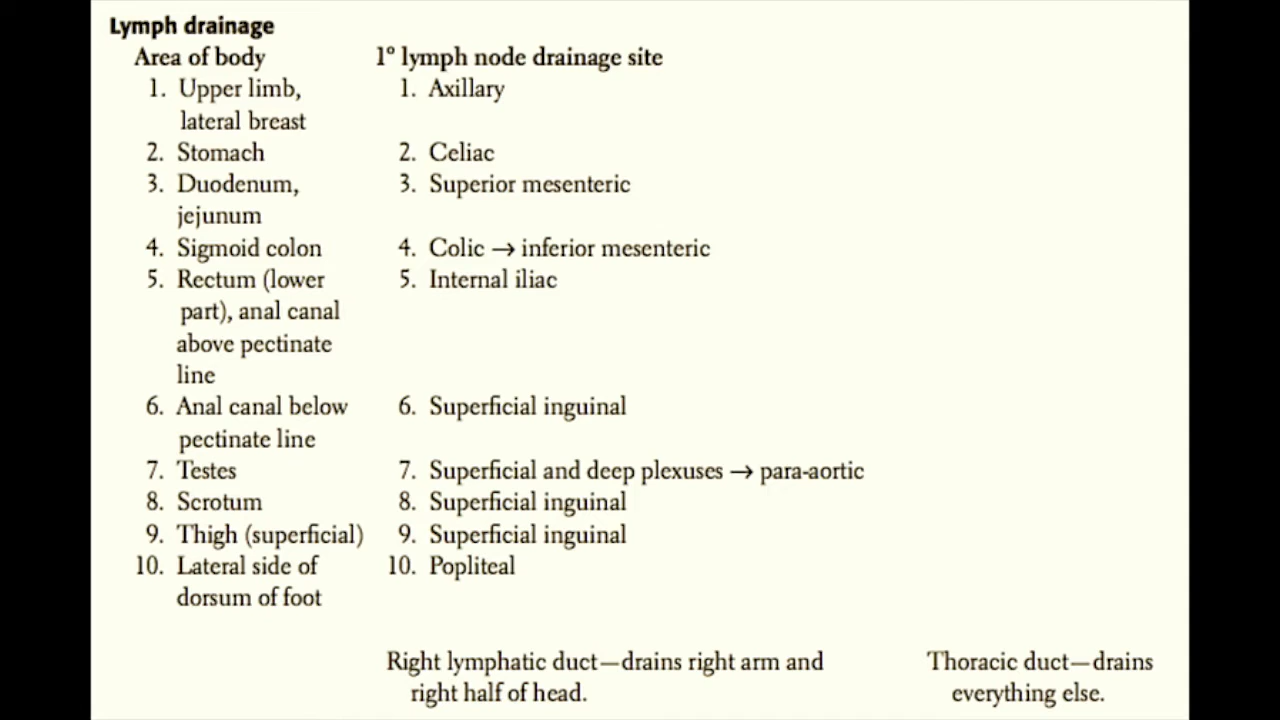 Lymph drainage
Area of body 1° lymph node drainage site
1. Upper limb, 1. Axillary
lateral breast
2. Stomach 2. Celiac
3. Duodenum, 3. Superior mesenteric
jejunum
4. Sigmoid colon 4. Colic → inferior mesenteric
5. Rectum (lower 5. Internal iliac
part), anal canal
above pectinate
line
6. Anal canal below 6. Superficial inguinal
pectinate line
7. Testes 7. Superficial and deep plexuses → para-aortic
8. Scrotum 8. Superficial inguinal
9. Thigh (superficial) 9. Superficial inguinal
10. Lateral side of 10. Popliteal
dorsum of foot
Right lymphatic duct—drains right arm and Thoracic duct—drains
right half of head. everything else.